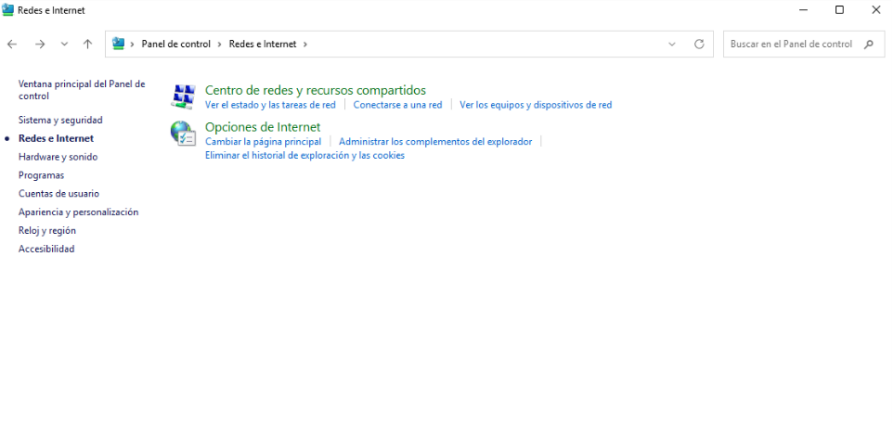 Redes e Internet
Panel de control > Redes e Internet >
Buscar en el Panel de control
Ventana principal del Panel de
control
Sistema y seguridad
Redes e Internet
Hardware y sonido
Programas
Cuentas de usuario
Apariencia y personalización
Reloj y región
Accesibilidad
Centro de redes y recursos compartidos
Ver el estado y las tareas de red
Conectarse a una red
Ver los equipos y dispositivos de red
Opciones de Internet
Cambiar la página principal
Administrar los complementos del explorador
Eliminar el historial de exploración y las cookies